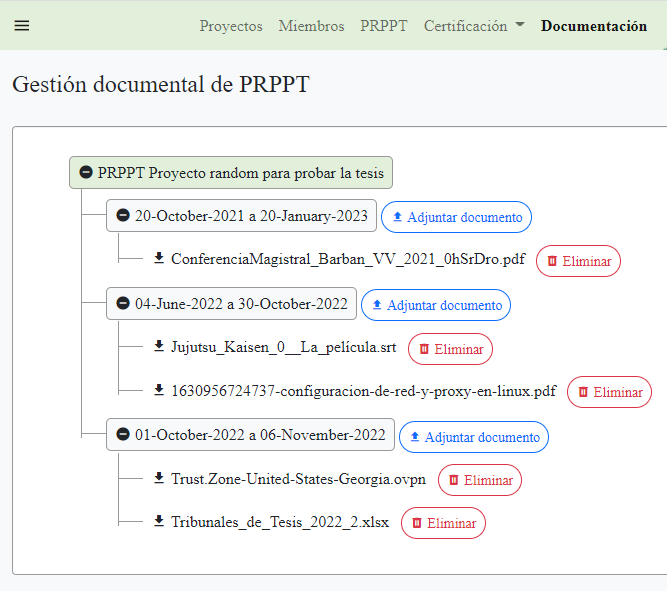 Proyectos Miembros PRPPT Certificación Documentación
Gestión documental de PRPPT
PRPPT Proyecto random para probar la tesis
20-October-2021 a 20-January-2023 Adjuntar documento
ConferenciaMagistral_Barban_VV_2021_0hSrDro.pdf Eliminar
04-June-2022 a 30-October-2022 Adjuntar documento
Jujutsu_Kaisen_0__La_película.srt Eliminar
1630956724737-configuracion-de-red-y-proxy-en-linux.pdf Eliminar
01-October-2022 a 06-November-2022 Adjuntar documento
Trust.Zone-United-States-Georgia.ovpn Eliminar
Tribunales_de_Tesis_2022_2.xlsx Eliminar